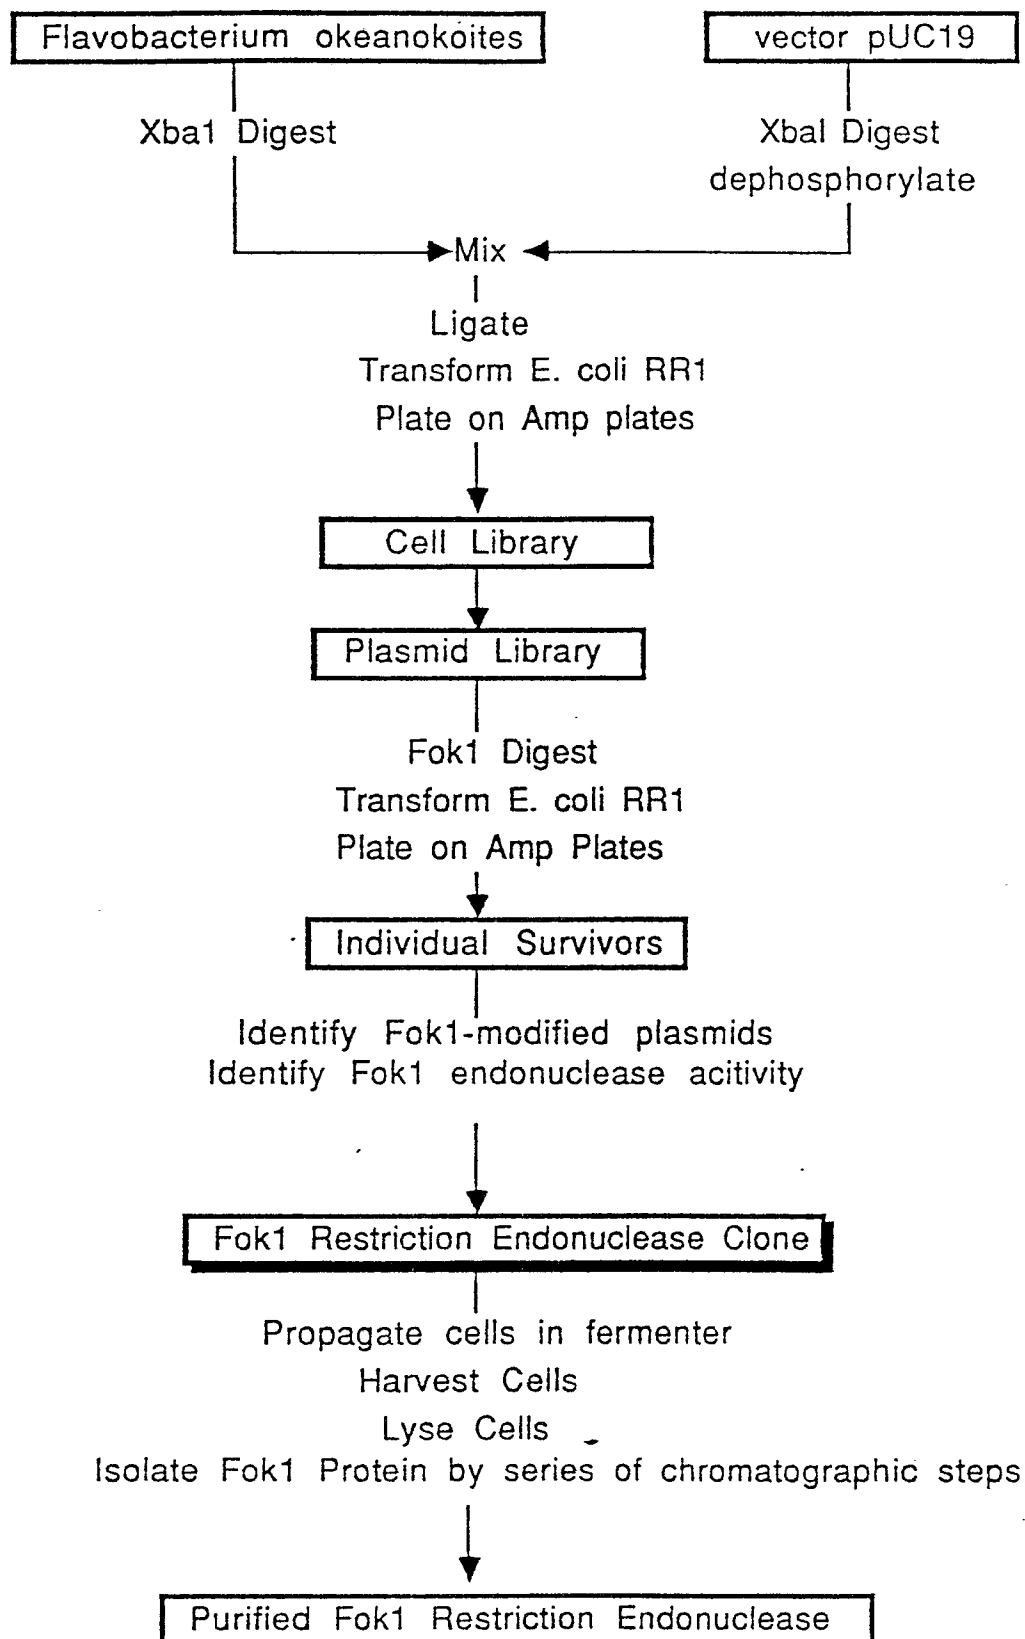 Flavobacterium okeanokoites
vector pUC19
Xba1 Digest
XbaI Digest
dephosphorylate
Mix
Ligate
Transform E. coli RR1
Plate on Amp plates
Cell Library
Plasmid Library
Fok1 Digest
Transform E. coli RR1
Plate on Amp Plates
Individual Survivors
Identify Fok1-modified plasmids
Identify Fok1 endonuclease acitivity
Fok1 Restriction Endonuclease Clone
Propagate cells in fermenter
Harvest Cells
Lyse Cells
Isolate Fok1 Protein by series of chromatographic steps
Purified Fok1 Restriction Endonuclease